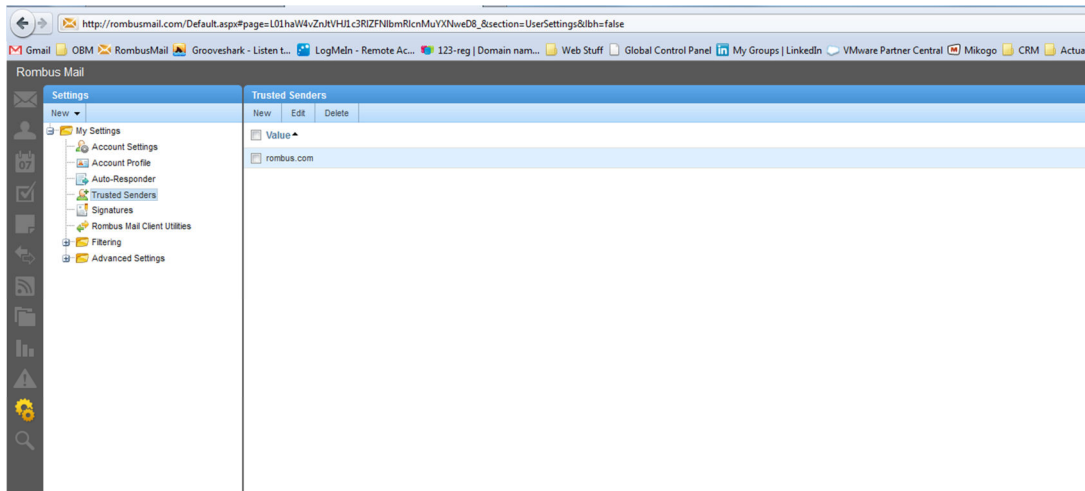 http://rombusmail.com/Default.aspx#page=L01haW4vZnJtVHJ1c3RlZFNlbmRlcnMuYXNweD8_&section=UserSettings&lbh=false
Gmail OBM RombusMail Grooveshark - Listen t... LogMeIn - Remote Ac... 123-reg | Domain nam... Web Stuff Global Control Panel My Groups | LinkedIn VMware Partner Central Mikogo CRM Actua
Rombus Mail
Settings
New
My Settings
Account Settings
Account Profile
Auto-Responder
Trusted Senders
Signatures
Rombus Mail Client Utilities
Filtering
Advanced Settings
Trusted Senders
New Edit Delete
Value
rombus.com
07